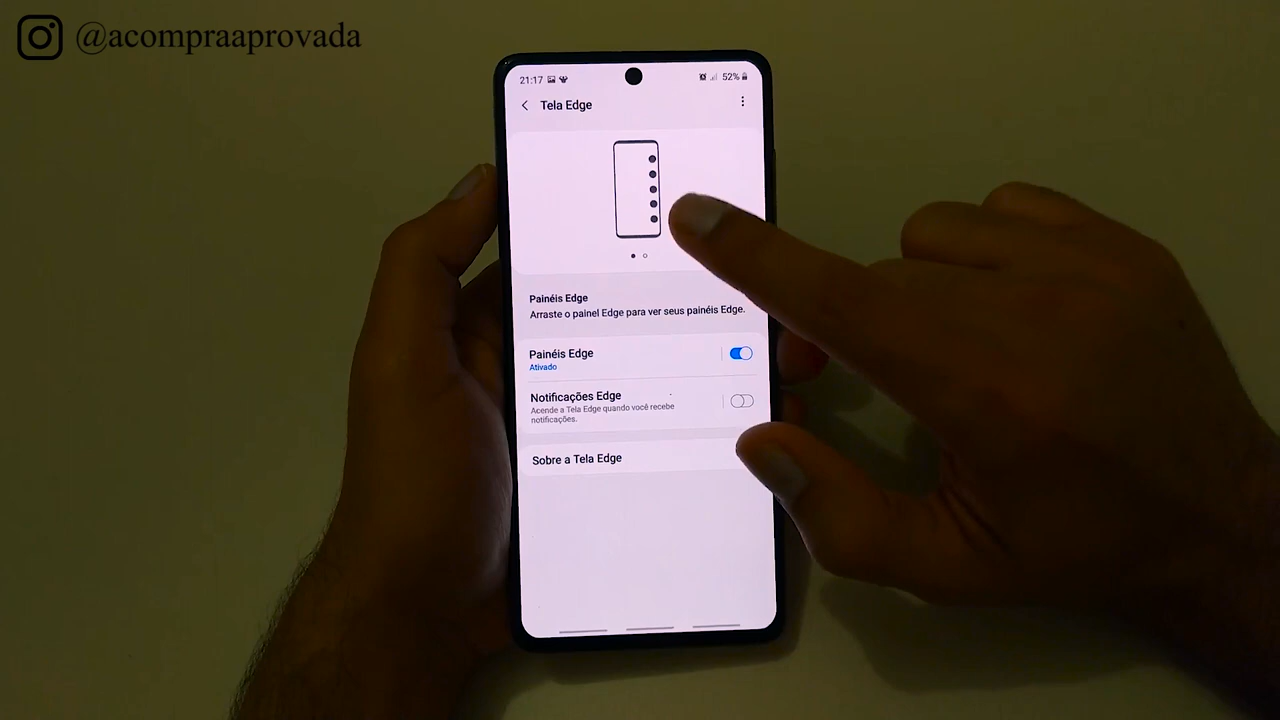 @acompraaprovada
21:17 52%
Tela Edge
Painéis Edge
Arraste o painel Edge para ver seus painéis Edge.
Painéis Edge
Ativado
Notificações Edge
Acende a Tela Edge quando você recebe
notificações.
Sobre a Tela Edge